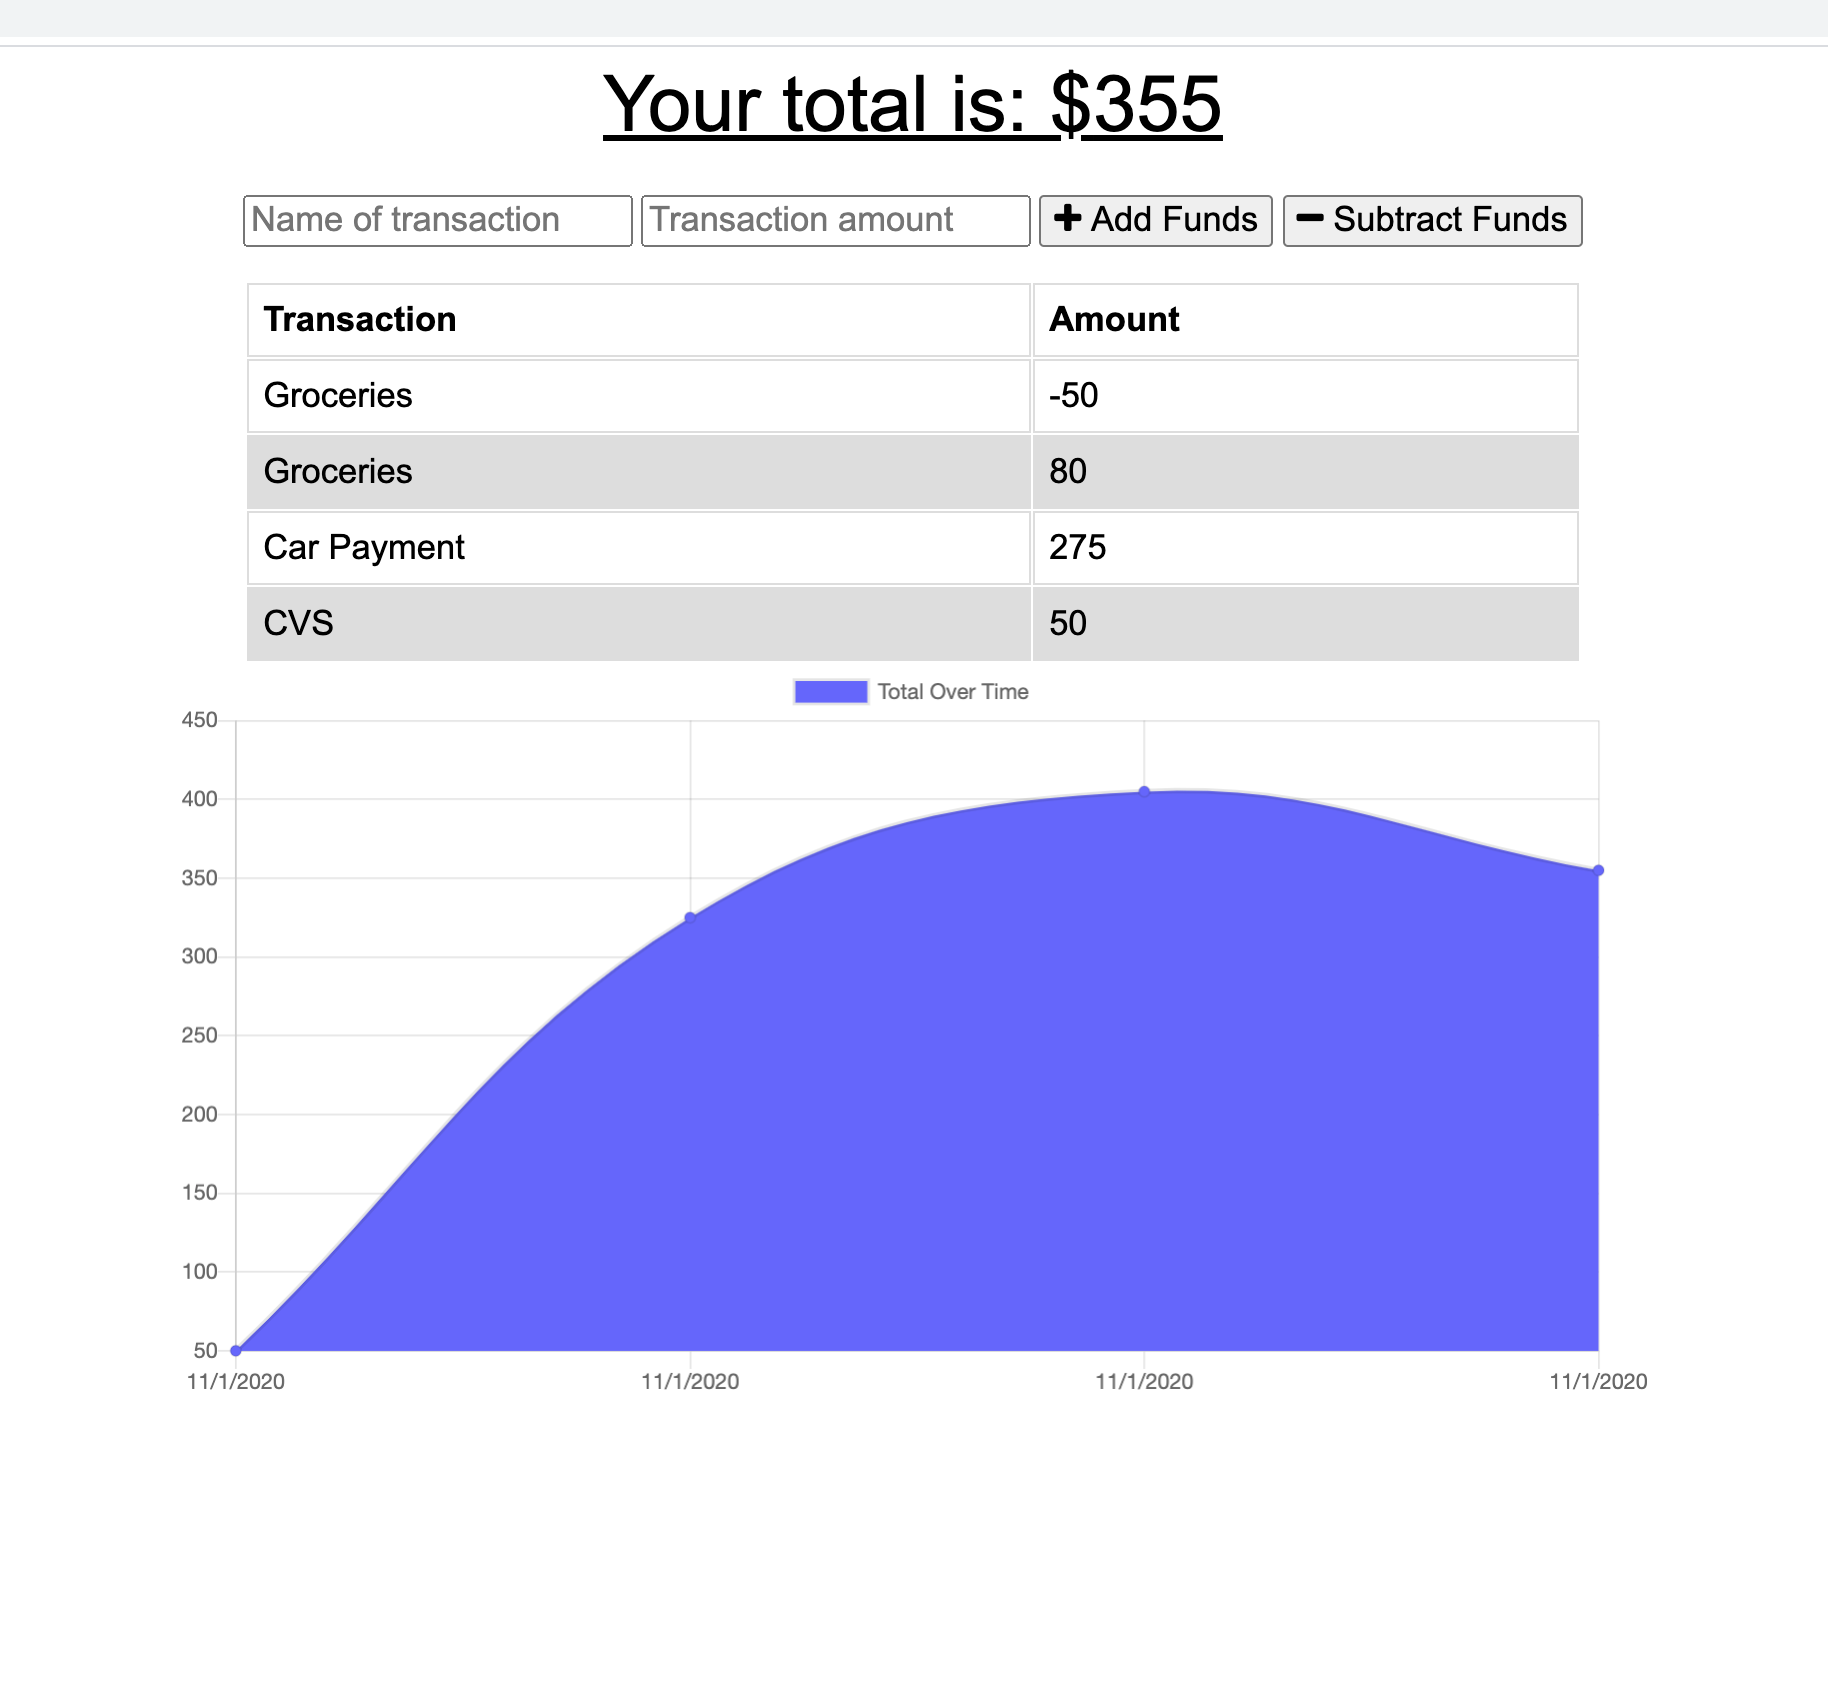 Your total is: $355
Name of transaction Transaction amount + Add Funds − Subtract Funds
Transaction Amount
Groceries -50
Groceries 80
Car Payment 275
CVS 50
Total Over Time
450
400
350
300
250
200
150
100
50
11/1/2020 11/1/2020 11/1/2020 11/1/2020